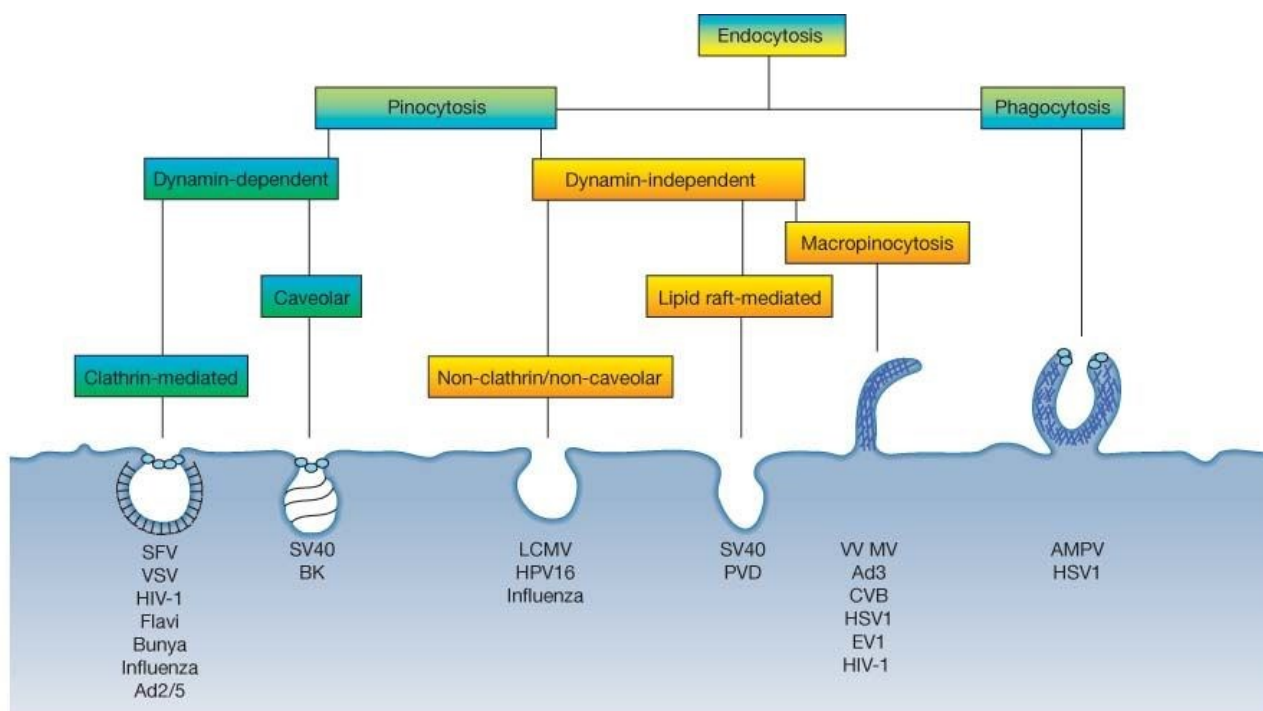 Endocytosis
Pinocytosis
Phagocytosis
Dynamin-dependent
Dynamin-independent
Macropinocytosis
Caveolar
Lipid raft-mediated
Clathrin-mediated
Non-clathrin/non-caveolar
SFV
VSV
HIV-1
Flavi
Bunya
Influenza
Ad2/5
SV40
BK
LCMV
HPV16
Influenza
SV40
PVD
VV MV
Ad3
CVB
HSV1
EV1
HIV-1
AMPV
HSV1